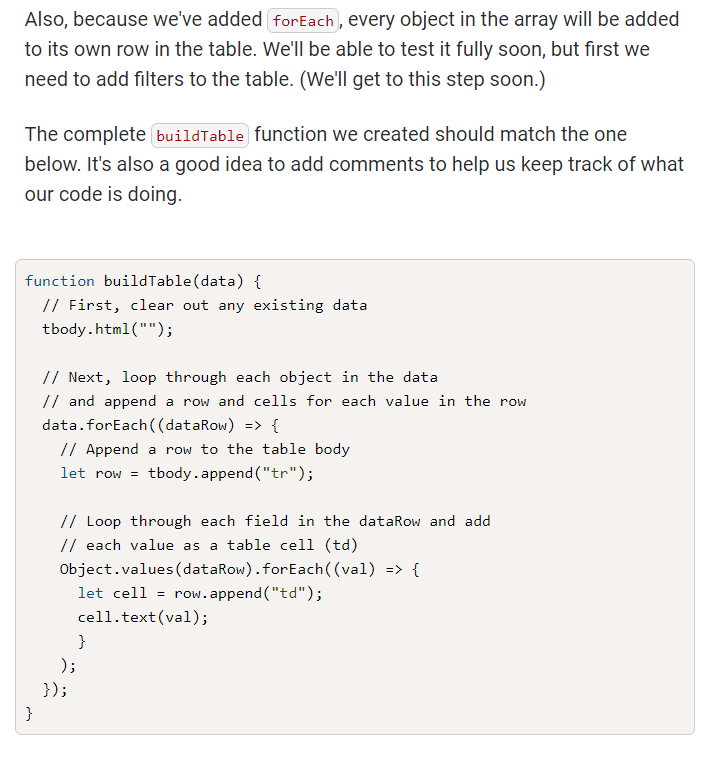 Also, because we've added forEach, every object in the array will be added
to its own row in the table. We'll be able to test it fully soon, but first we
need to add filters to the table. (We'll get to this step soon.)
The complete buildTable function we created should match the one
below. It's also a good idea to add comments to help us keep track of what
our code is doing.
function buildTable(data) {
  // First, clear out any existing data
  tbody.html("");
  // Next, loop through each object in the data
  // and append a row and cells for each value in the row
  data.forEach((dataRow) => {
    // Append a row to the table body
    let row = tbody.append("tr");
    // Loop through each field in the dataRow and add
    // each value as a table cell (td)
    Object.values(dataRow).forEach((val) => {
      let cell = row.append("td");
      cell.text(val);
      }
    );
  });
}